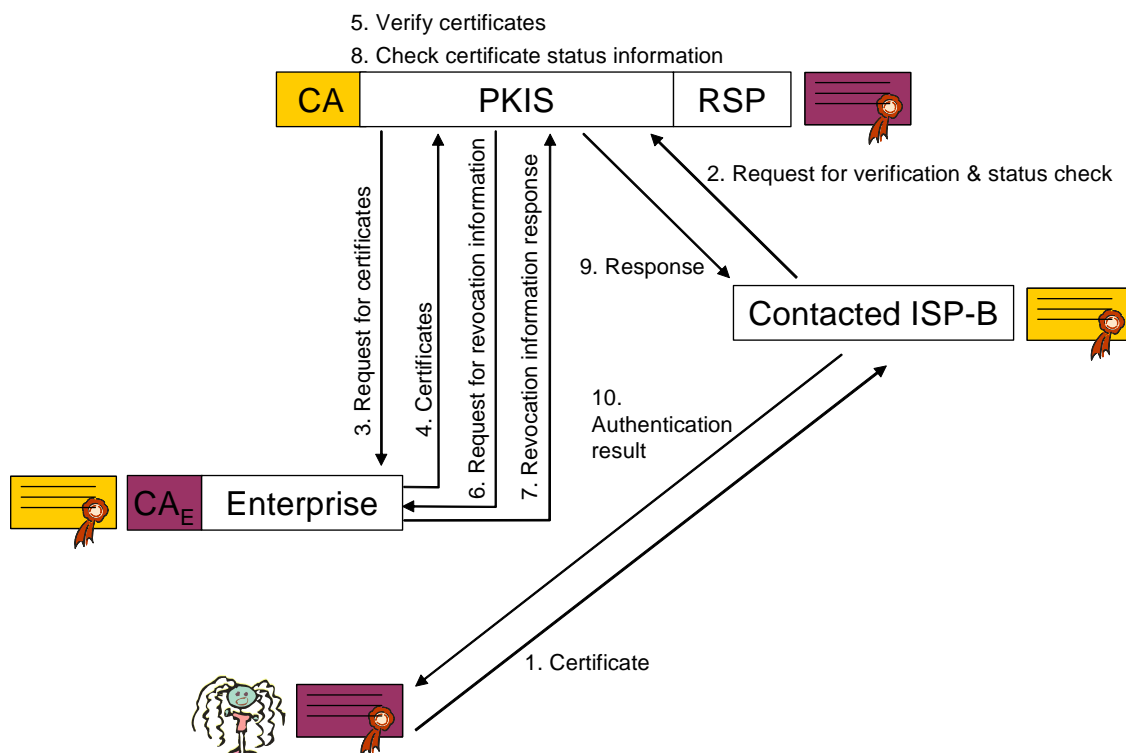 5. Verify certificates
8. Check certificate status information
CA
PKIS
RSP
2. Request for verification & status check
3. Request for certificates
4. Certificates
6. Request for revocation information
7. Revocation information response
9. Response
Contacted ISP-B
10.
Authentication
result
CAE
Enterprise
1. Certificate